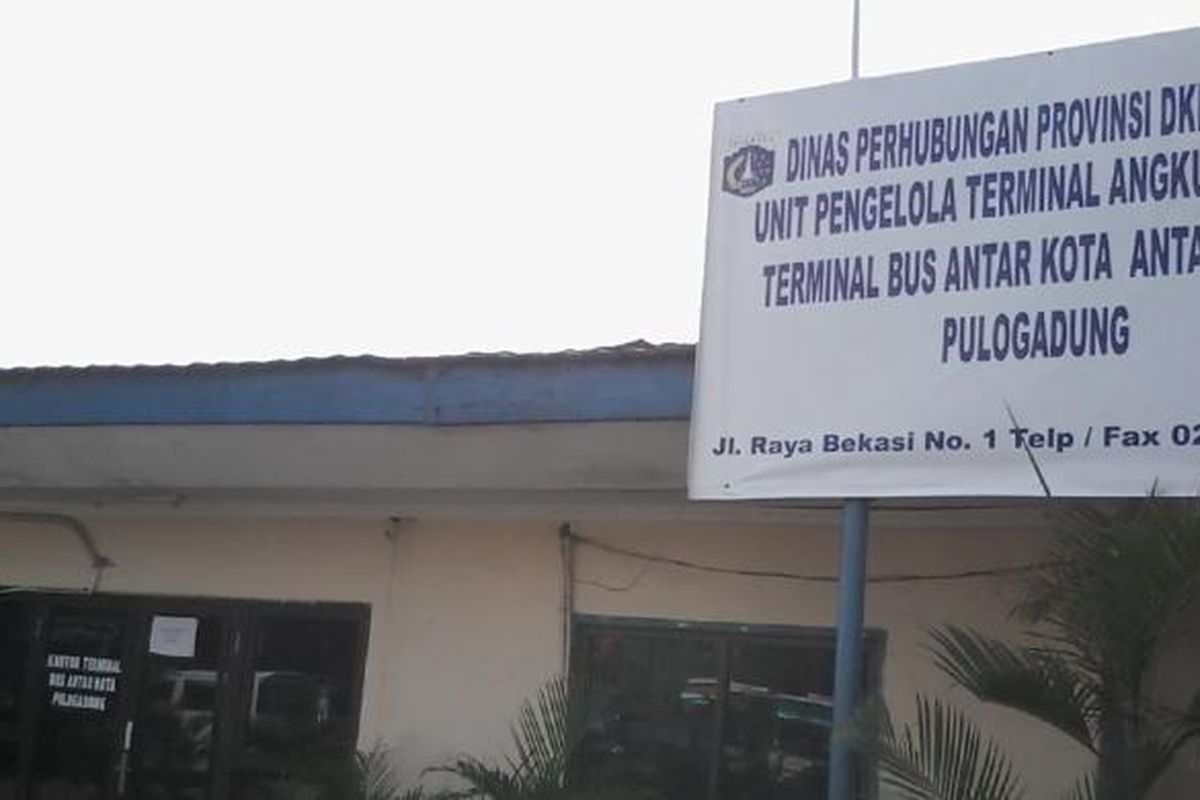 DINAS PERHUBUNGAN PROVINSI DK
UNIT PENGELOLA TERMINAL ANGKU
TERMINAL BUS ANTAR KOTA ANTA
PULOGADUNG
Jl. Raya Bekasi No. 1 Telp / Fax 02
KANTOR TERMINAL
BUS ANTAR KOTA
PULOGADUNG